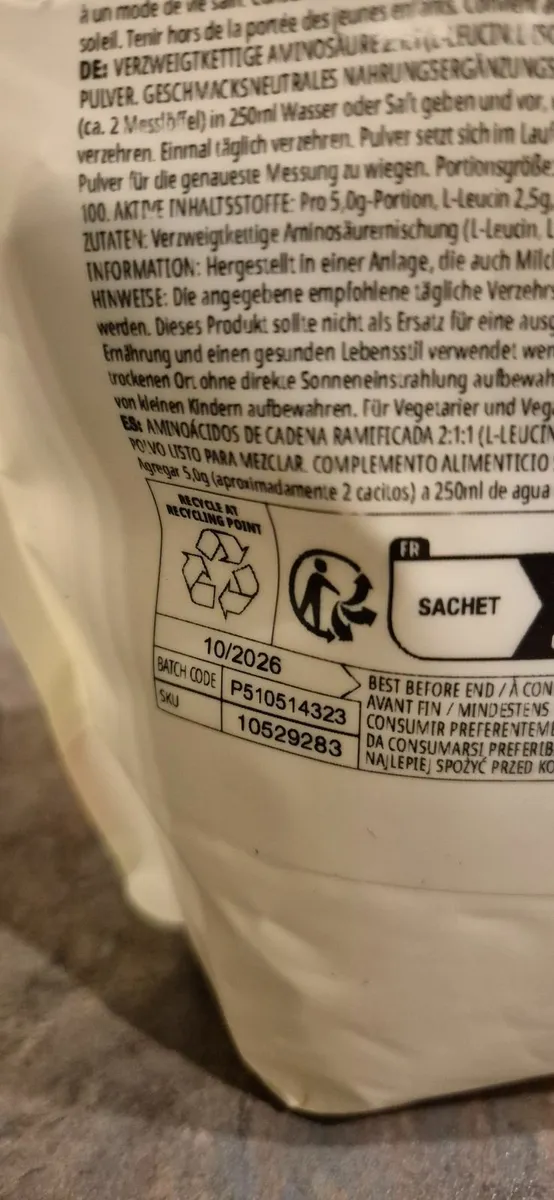 à un mode de vie sain.
soleil. Tenir hors de la portée des jeunes enfants. Convient
DE: VERZWEIGTKETTIGE AMINOSÄURE
PULVER. GESCHMACKSNEUTRALES NAHRUNGSERGÄNZUNGS
(ca. 2 Messlöffel) in 250ml Wasser oder Saft geben und vor,
verzehren. Einmal täglich verzehren. Pulver setzt sich im Lau
Pulver für die genaueste Messung zu wiegen. Portionsgröße:
100. AKTIVE INHALTSSTOFFE: Pro 5,0g-Portion, L-Leucin 2,5g,
ZUTATEN: Verzweigtkettige Aminosäuremischung (L-Leucin, L
INFORMATION: Hergestellt in einer Anlage, die auch Milc
HINWEISE: Die angegebene empfohlene tägliche Verzehrs
werden. Dieses Produkt sollte nicht als Ersatz für eine ausg
Ernährung und einen gesunden Lebensstil verwendet wer
trockenen Ort ohne direkte Sonneneinstrahlung aufbewah
von kleinen Kindern aufbewahren. Für Vegetarier und Vega
ES: AMINOÁCIDOS DE CADENA RAMIFICADA 2:1:1 (L-LEUCIN
POLVO LISTO PARA MEZCLAR. COMPLEMENTO ALIMENTICIO
Agregar 5,0g (aproximadamente 2 cacitos) a 250ml de agua
RECYCLE AT
RECYCLING POINT
FR
SACHET
10/2026
BATCH CODE P510514323
SKU 10529283
BEST BEFORE END / À CON
AVANT FIN / MINDESTENS
CONSUMIR PREFERENTEME
DA CONSUMARSI PREFERIB
NAJLEPIEJ SPOŻYĆ PRZED KO